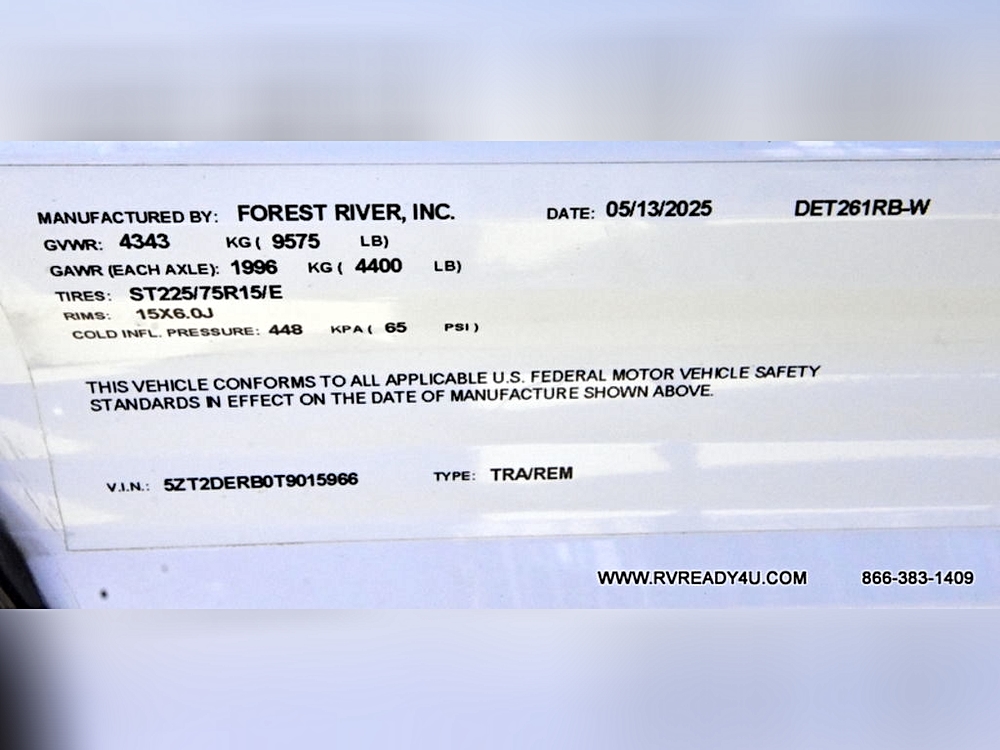 MANUFACTURED BY: FOREST RIVER, INC. DATE: 05/13/2025 DET261RB-W
GVWR: 4343 KG ( 9575 LB)
GAWR (EACH AXLE): 1996 KG ( 4400 LB)
TIRES: ST225/75R15/E
RIMS: 15X6.0J
COLD INFL. PRESSURE: 448 KPA ( 65 PSI )
THIS VEHICLE CONFORMS TO ALL APPLICABLE U.S. FEDERAL MOTOR VEHICLE SAFETY
STANDARDS IN EFFECT ON THE DATE OF MANUFACTURE SHOWN ABOVE.
V.I.N.: 5ZT2DERB0T9015966 TYPE: TRA/REM
WWW.RVREADY4U.COM 866-383-1409